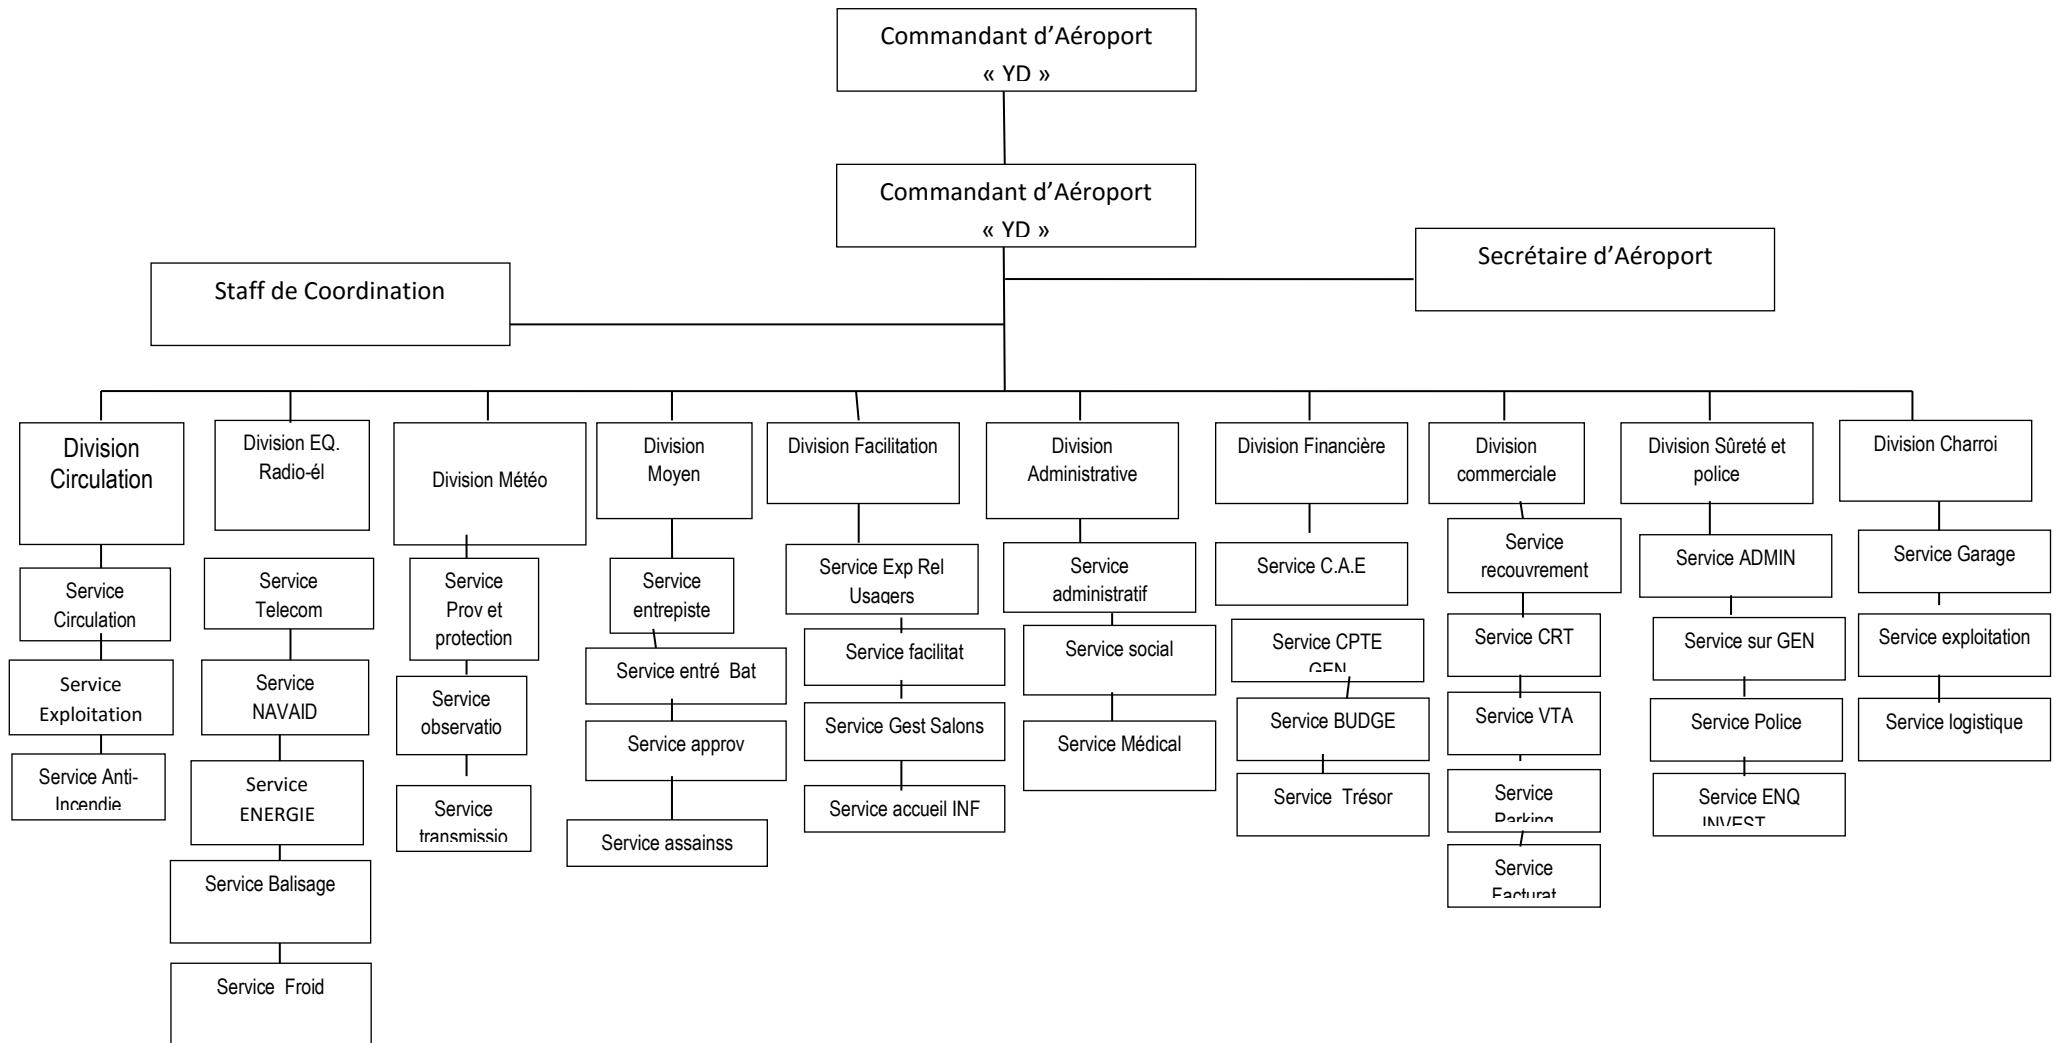 Commandant d’Aéroport
« YD »
Commandant d’Aéroport
« YD »
Secrétaire d’Aéroport
Staff de Coordination
Division
Circulation
Service
Circulation
Service
Exploitation
Service Anti-
Incendie
Division EQ.
Radio-él
Service
Telecom
Service
NAVAID
Service
ENERGIE
Service Balisage
Service Froid
Division Météo
Service
Prov et
protection
Service
observatio
Service
transmissio
Division
Moyen
Service
entrepiste
Service entré Bat
Service approv
Service assainss
Division Facilitation
Service Exp Rel
Usagers
Service facilitat
Service Gest Salons
Service accueil INF
Division
Administrative
Service
administratif
Service social
Service Médical
Division Financière
Service C.A.E
Service CPTE
GEN
Service BUDGE
Service Trésor
Division
commerciale
Service
recouvrement
Service CRT
Service VTA
Service
Parking
Service
Facturat
Division Sûreté et
police
Service ADMIN
Service sur GEN
Service Police
Service ENQ
INVEST
Division Charroi
Service Garage
Service exploitation
Service logistique